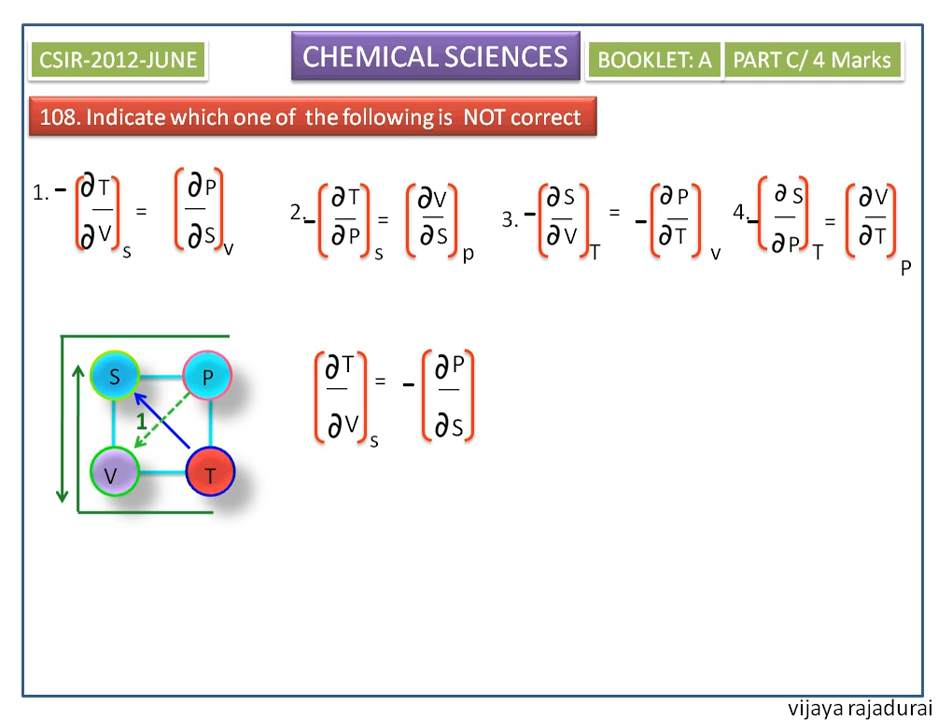 CSIR-2012-JUNE CHEMICAL SCIENCES BOOKLET: A PART C/ 4 Marks
108. Indicate which one of the following is NOT correct
1. -(∂T/∂V)s = (∂P/∂S)v 2. -(∂T/∂P)s = (∂V/∂S)p 3. -(∂S/∂V)T = -(∂P/∂T)v 4. -(∂S/∂P)T = (∂V/∂T)P
S P
1
V T
(∂T/∂V)s = -(∂P/∂S)
vijaya rajadurai